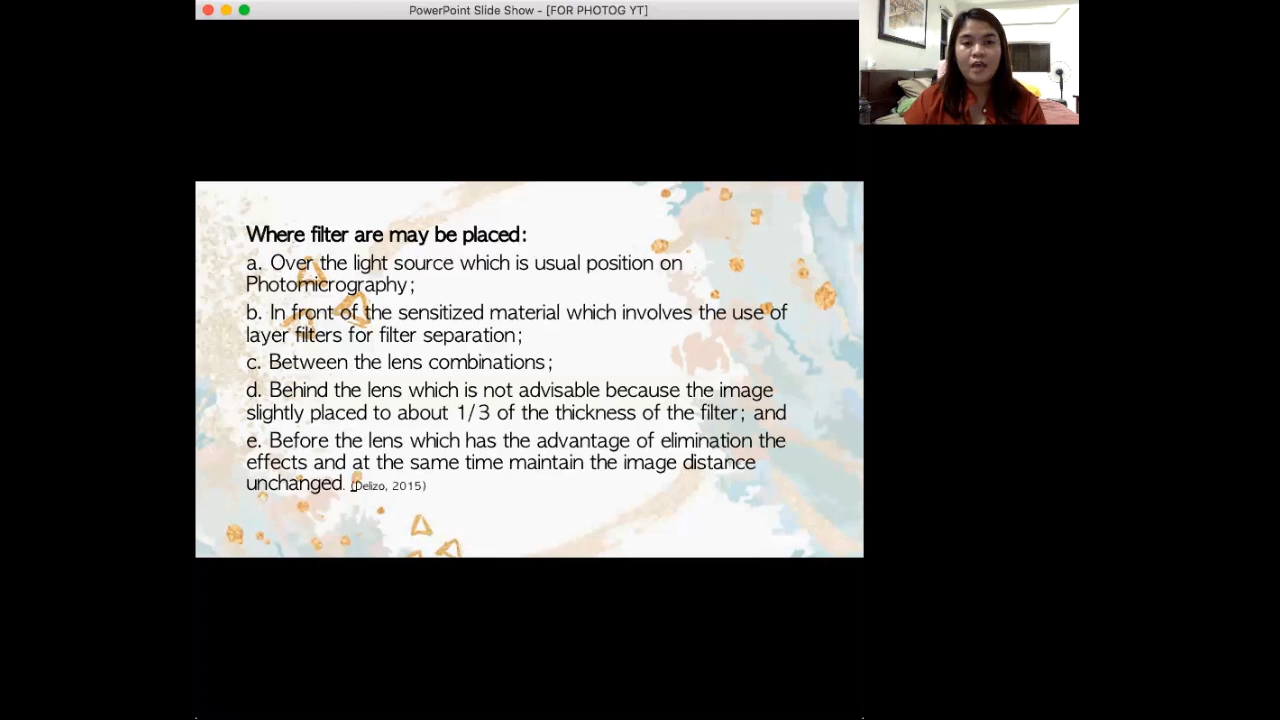 PowerPoint Slide Show - [FOR PHOTOG YT]
Where filter are may be placed:
a. Over the light source which is usual position on
Photomicrography;
b. In front of the sensitized material which involves the use of
layer filters for filter separation;
c. Between the lens combinations;
d. Behind the lens which is not advisable because the image
slightly placed to about 1/3 of the thickness of the filter; and
e. Before the lens which has the advantage of elimination the
effects and at the same time maintain the image distance
unchanged. (Delizo, 2015)